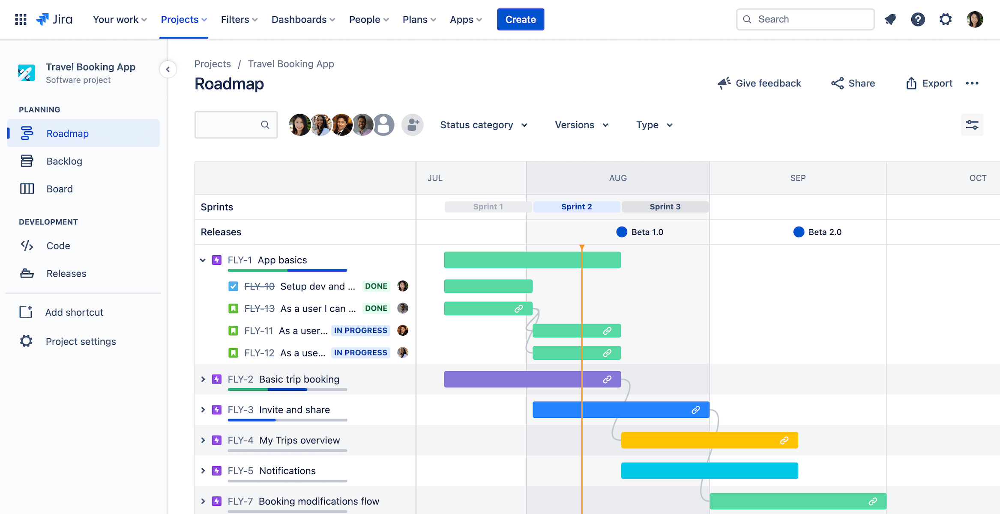 Jira Your work Projects Filters Dashboards People Plans Apps Create Search
Travel Booking App
Software project
PLANNING
Roadmap
Backlog
Board
DEVELOPMENT
Code
Releases
Add shortcut
Project settings
Projects / Travel Booking App
Roadmap
Give feedback Share Export
Status category Versions Type
JUL AUG SEP OCT
Sprints Sprint 1 Sprint 2 Sprint 3
Releases Beta 1.0 Beta 2.0
FLY-1 App basics
FLY-10 Setup dev and ... DONE
FLY-13 As a user I can ... DONE
FLY-11 As a user... IN PROGRESS
FLY-12 As a use... IN PROGRESS
FLY-2 Basic trip booking
FLY-3 Invite and share
FLY-4 My Trips overview
FLY-5 Notifications
FLY-7 Booking modifications flow